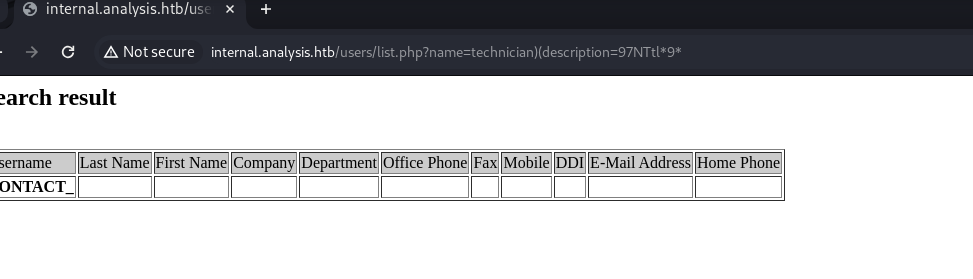 internal.analysis.htb/use
Not secure internal.analysis.htb/users/list.php?name=technician)(description=97NTtl*9*
earch result
sername Last Name First Name Company Department Office Phone Fax Mobile DDI E-Mail Address Home Phone
ONTACT_